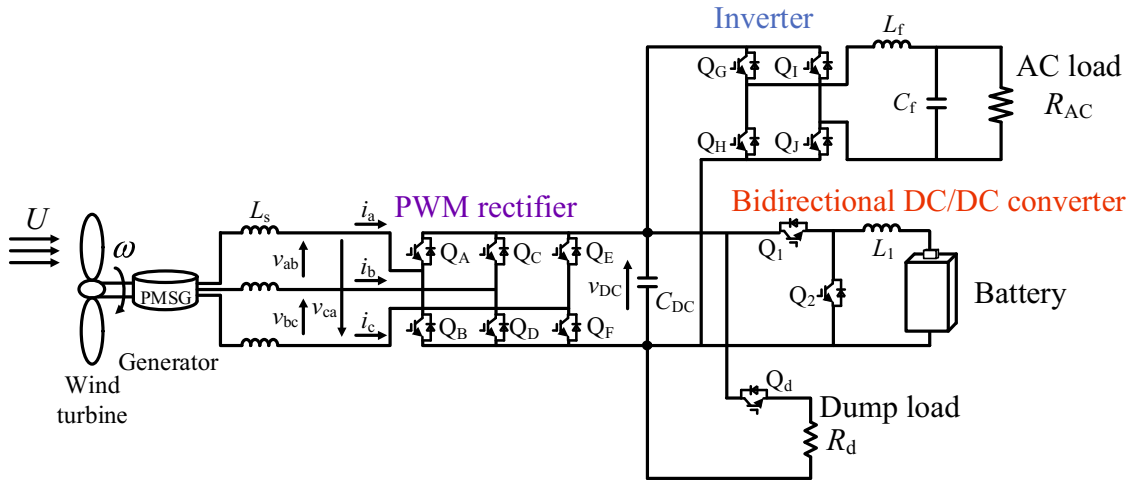 Inverter
L_f
Q_G
Q_I
AC load
C_f
R_AC
Q_H
Q_J
U
L_s
i_a
PWM rectifier
Bidirectional DC/DC converter
ω
Q_A
Q_C
Q_E
Q_1
L_1
v_ab
i_b
v_DC
PMSG
C_DC
Q_2
Battery
v_bc
v_ca
i_c
Q_B
Q_D
Q_F
Generator
Wind
turbine
Q_d
Dump load
R_d